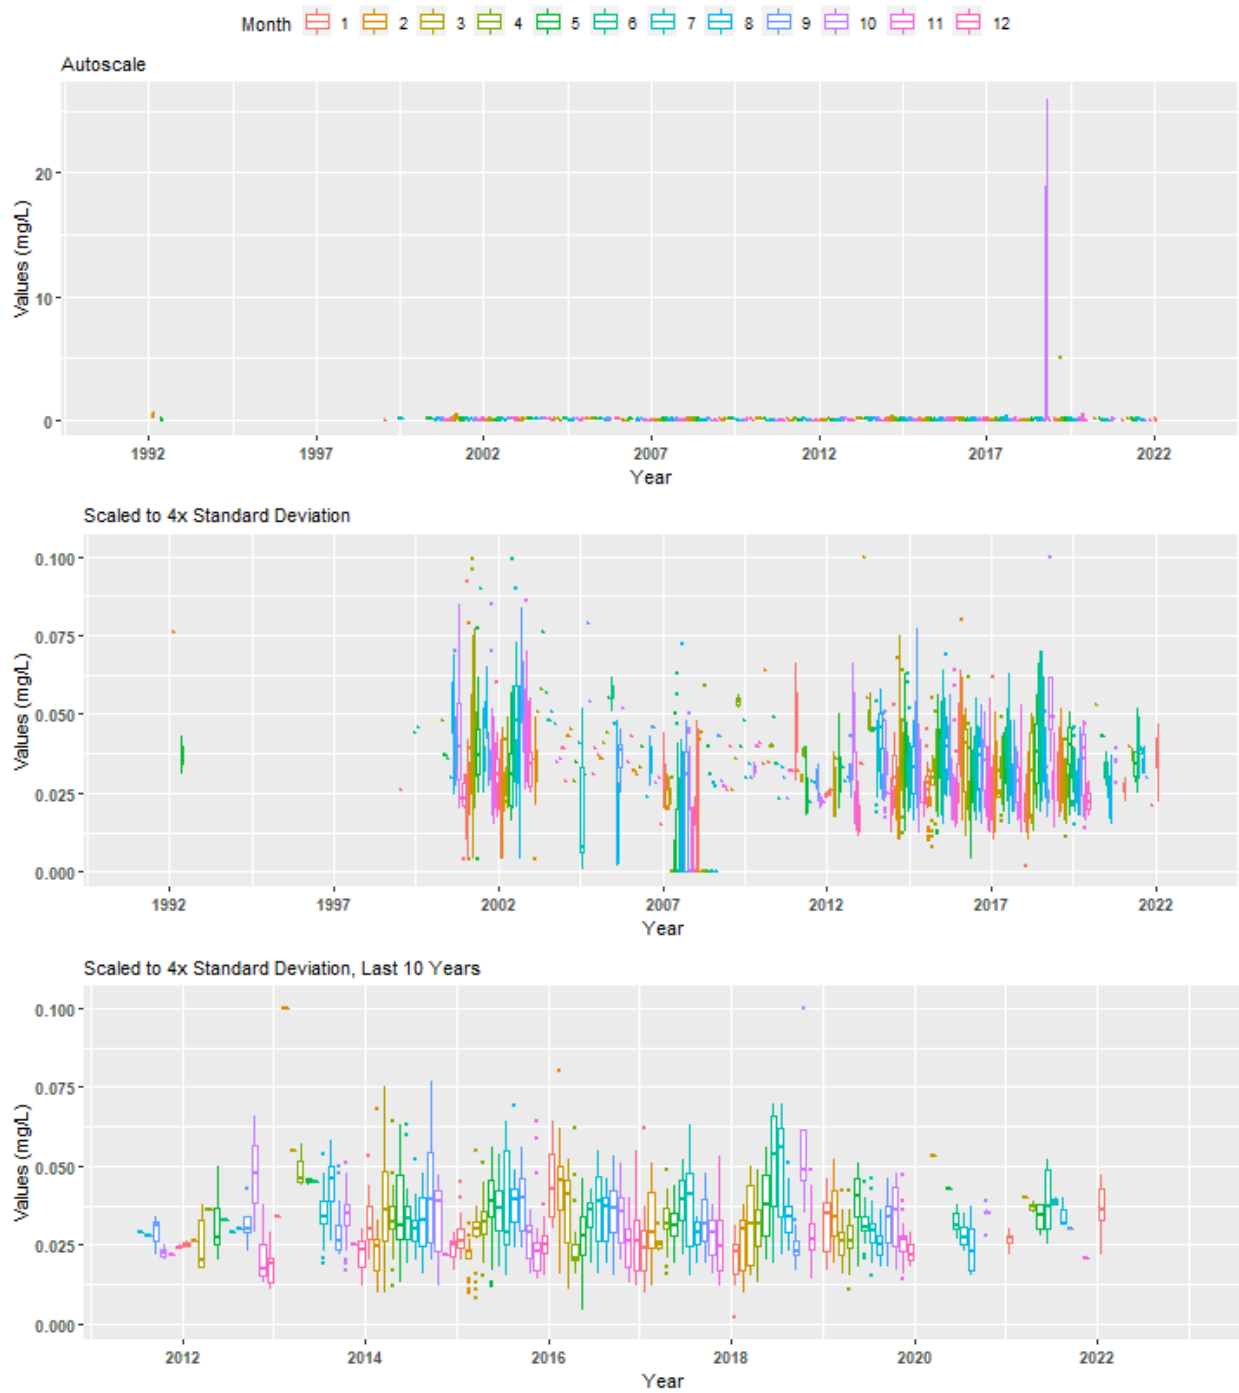 Month 1 2 3 4 5 6 7 8 9 10 11 12
Autoscale
Values (mg/L)
20
10
0
1992 1997 2002 2007 2012 2017 2022
Year
Scaled to 4x Standard Deviation
Values (mg/L)
0.100
0.075
0.050
0.025
0.000
1992 1997 2002 2007 2012 2017 2022
Year
Scaled to 4x Standard Deviation, Last 10 Years
Values (mg/L)
0.100
0.075
0.050
0.025
0.000
2012 2014 2016 2018 2020 2022
Year